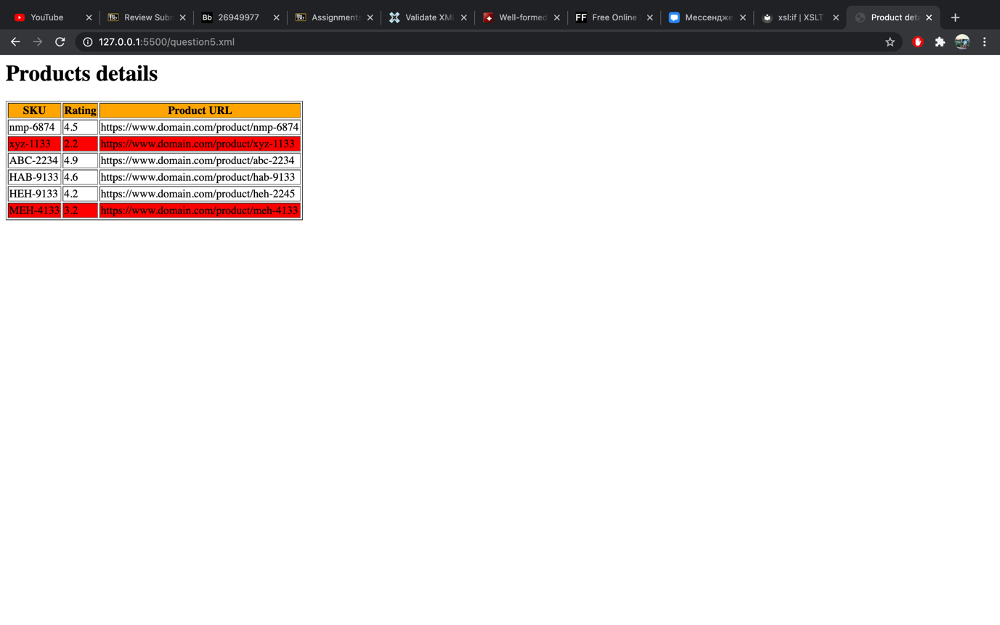 YouTube
Review Subm
26949977
Assignments
Validate XML
Well-formed
Free Online
Мессендже
xsl:if | XSLT
Product deta
127.0.0.1:5500/question5.xml
Products details
SKU Rating Product URL
nmp-6874 4.5 https://www.domain.com/product/nmp-6874
xyz-1133 2.2 https://www.domain.com/product/xyz-1133
ABC-2234 4.9 https://www.domain.com/product/abc-2234
HAB-9133 4.6 https://www.domain.com/product/hab-9133
HEH-9133 4.2 https://www.domain.com/product/heh-2245
MEH-4133 3.2 https://www.domain.com/product/meh-4133